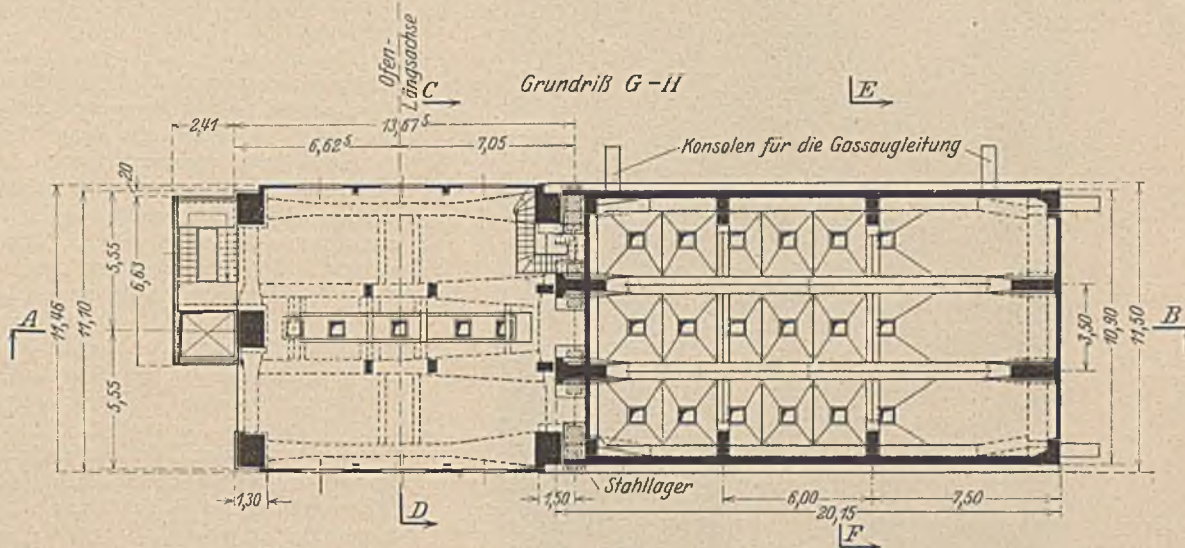 Grundriß G-H
Ofen-
Längsachse
C
E
2,41
13,67⁵
6,62⁵
7,05
Konsolen für die Gassaugleitung
20
11,46
11,10
5,55
6,63
5,55
A
B
3,50
10,90
11,50
1,30
1,50
Stahllager
6,00
7,50
20,15
D
F